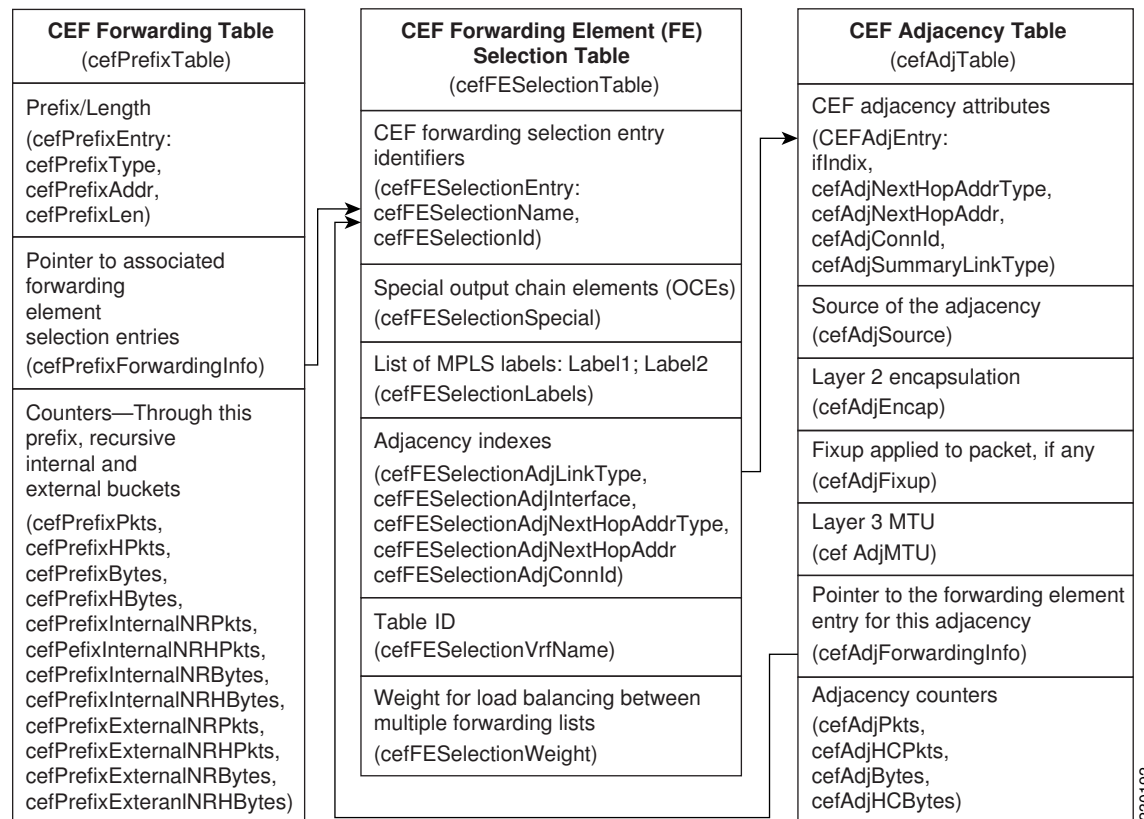 CEF Forwarding Table
(cefPrefixTable)
Prefix/Length
(cefPrefixEntry:
cefPrefixType,
cefPrefixAddr,
cefPrefixLen)
Pointer to associated
forwarding
element
selection entries
(cefPrefixForwardingInfo)
Counters—Through this
prefix, recursive
internal and
external buckets
(cefPrefixPkts,
cefPrefixHPkts,
cefPrefixBytes,
cefPrefixHBytes,
cefPrefixInternalNRPkts,
cefPefixInternalNRHPkts,
cefPrefixInternalNRBytes,
cefPrefixInternalNRHBytes,
cefPrefixExternalNRPkts,
cefPrefixExternalNRHPkts,
cefPrefixExternalNRBytes,
cefPrefixExteranlNRHBytes)
CEF Forwarding Element (FE)
Selection Table
(cefFESelectionTable)
CEF forwarding selection entry
identifiers
(cefFESelectionEntry:
cefFESelectionName,
cefFESelectionId)
Special output chain elements (OCEs)
(cefFESelectionSpecial)
List of MPLS labels: Label1; Label2
(cefFESelectionLabels)
Adjacency indexes
(cefFESelectionAdjLinkType,
cefFESelectionAdjInterface,
cefFESelectionAdjNextHopAddrType,
cefFESelectionAdjNextHopAddr
cefFESelectionAdjConnId)
Table ID
(cefFESelectionVrfName)
Weight for load balancing between
multiple forwarding lists
(cefFESelectionWeight)
CEF Adjacency Table
(cefAdjTable)
CEF adjacency attributes
(CEFAdjEntry:
ifIndix,
cefAdjNextHopAddrType,
cefAdjNextHopAddr,
cefAdjConnId,
cefAdjSummaryLinkType)
Source of the adjacency
(cefAdjSource)
Layer 2 encapsulation
(cefAdjEncap)
Fixup applied to packet, if any
(cefAdjFixup)
Layer 3 MTU
(cef AdjMTU)
Pointer to the forwarding element
entry for this adjacency
(cefAdjForwardingInfo)
Adjacency counters
(cefAdjPkts,
cefAdjHCPkts,
cefAdjBytes,
cefAdjHCBytes)